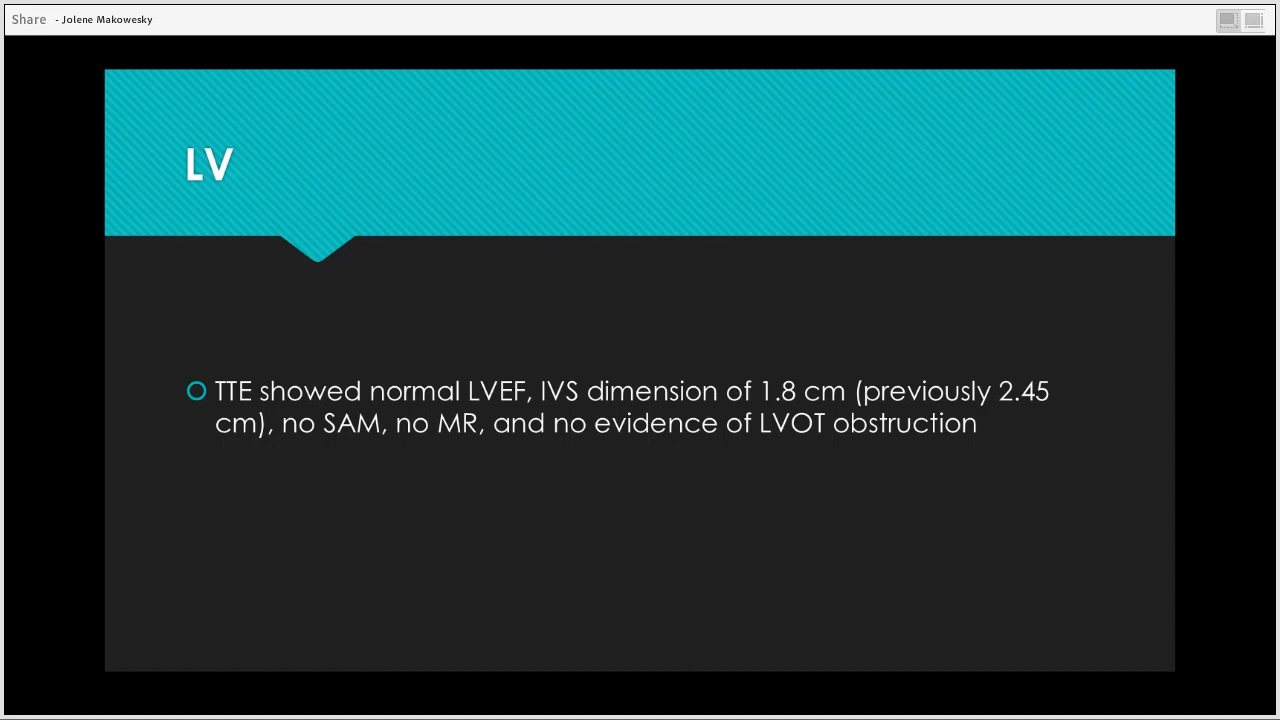 Share - Jolene Makowesky
LV
TTE showed normal LVEF, IVS dimension of 1.8 cm (previously 2.45
cm), no SAM, no MR, and no evidence of LVOT obstruction